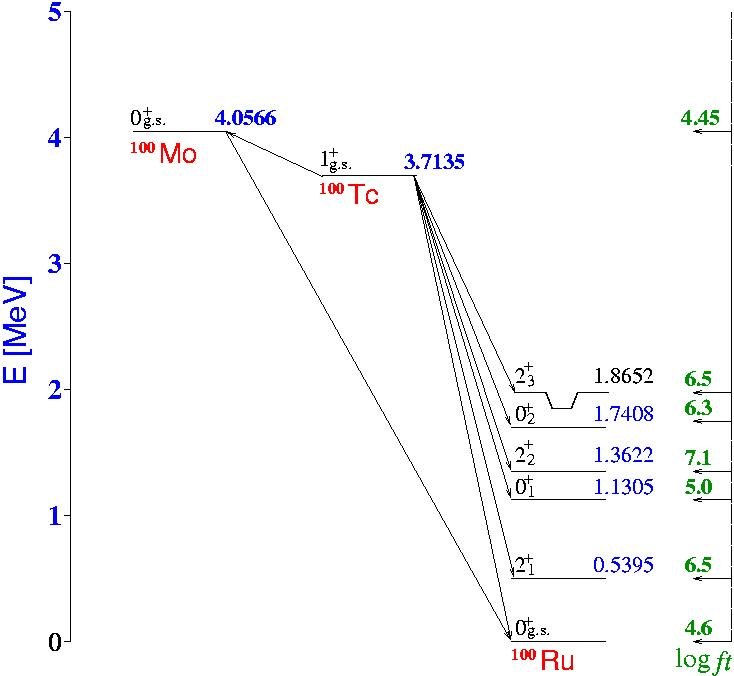 5
0⁺g.s. 4.0566 4.45
4
¹⁰⁰Mo
1⁺g.s. 3.7135
¹⁰⁰Tc
3
E [MeV]
2⁺3 1.8652 6.5
2
0⁺2 1.7408 6.3
2⁺2 1.3622 7.1
0⁺1 1.1305 5.0
1
2⁺1 0.5395 6.5
0⁺g.s. 4.6
0
¹⁰⁰Ru log ft